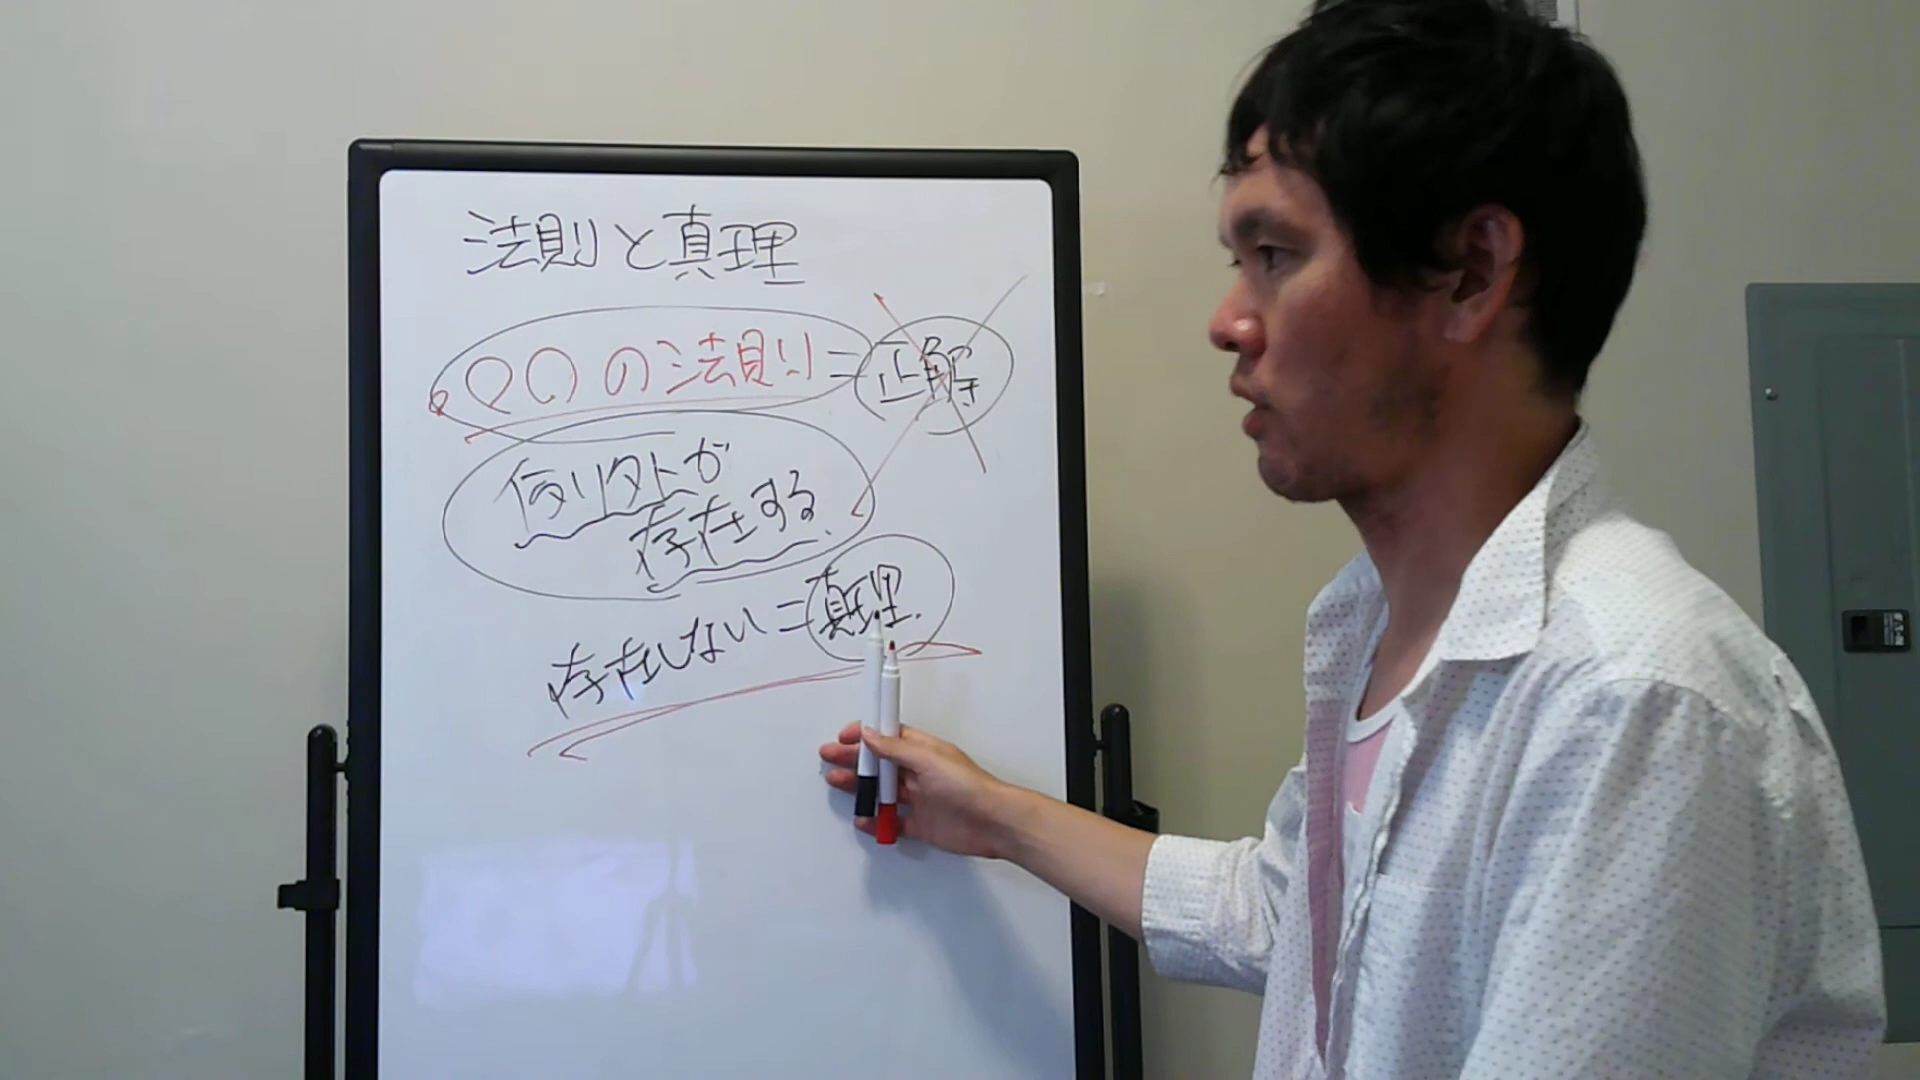 法則と真理
〇〇の法則=正解
例外が
存在する
存在しない=真理